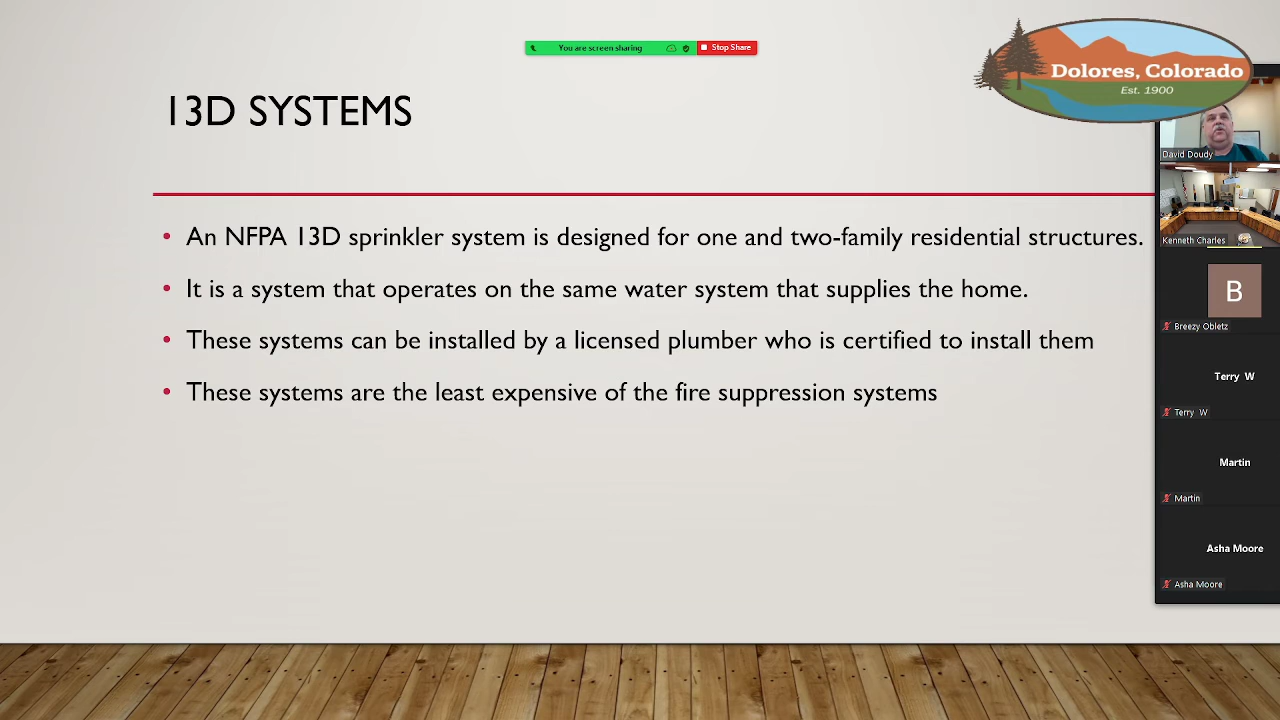 You are screen sharing
Stop Share
Dolores, Colorado
Est. 1900
13D SYSTEMS
David Doudy
• An NFPA 13D sprinkler system is designed for one and two-family residential structures.
Kenneth Charles
• It is a system that operates on the same water system that supplies the home.
B
Breezy Obletz
• These systems can be installed by a licensed plumber who is certified to install them
Terry W
• These systems are the least expensive of the fire suppression systems
Terry W
Martin
Martin
Asha Moore
Asha Moore